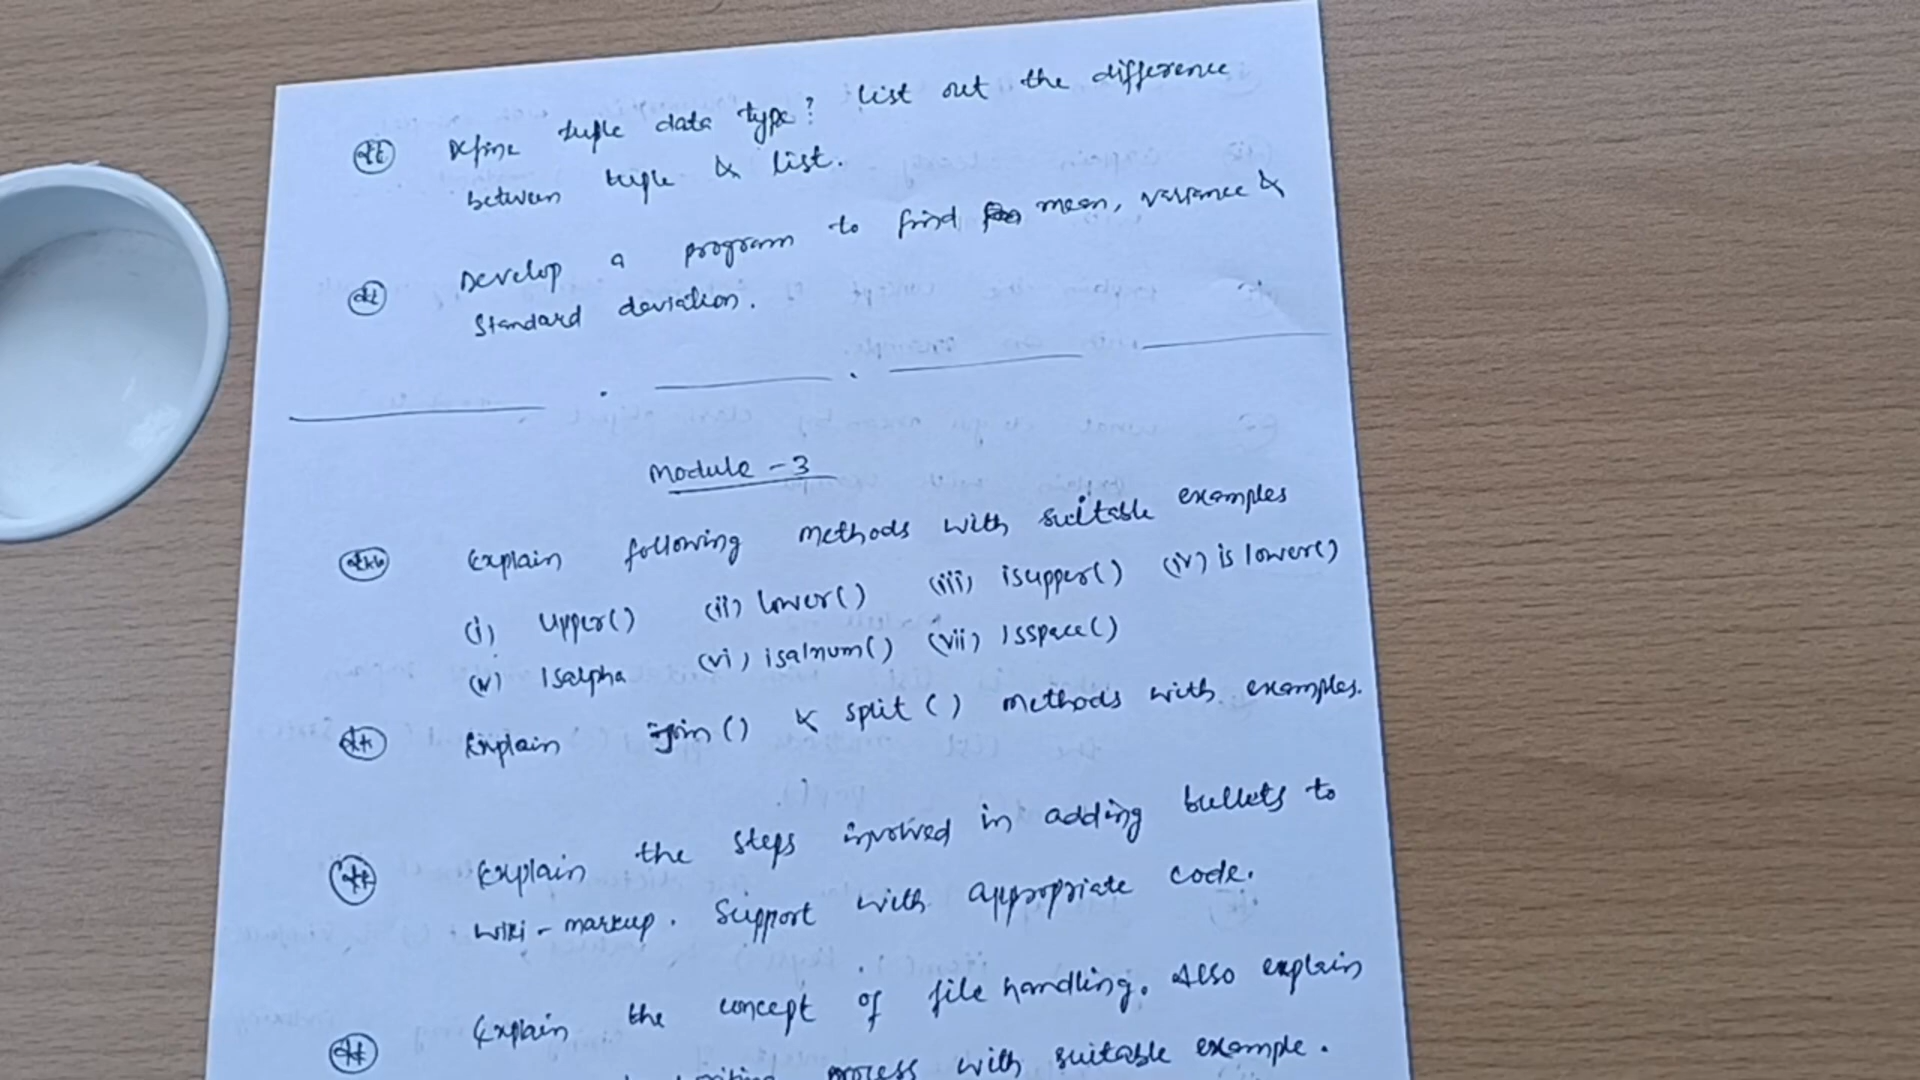 Define tuple data type? List out the difference
between tuple & list.
Develop a program to find mean, variance &
standard deviation.
Module - 3
Explain following methods with suitable examples
(i) upper() (ii) lower() (iii) isupper() (iv) is lower()
(v) Isalpha (vi) isalnum() (vii) Isspace()
Explain join() & split() methods with examples.
Explain the steps involved in adding bullets to
wiki-markup. Support with appropriate code.
Explain the concept of file handling. Also explain
process with suitable example.